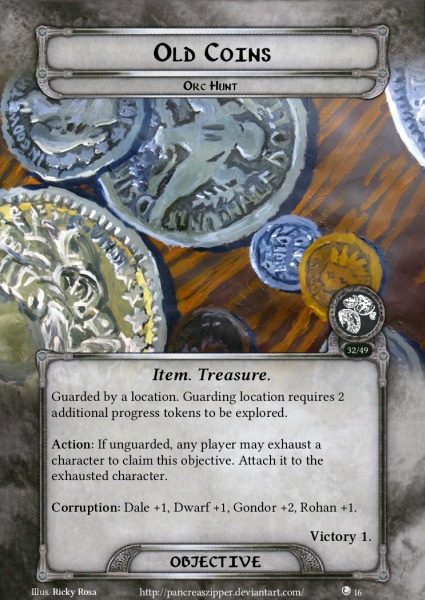 Old Coins
Orc Hunt
32/49
Item. Treasure.
Guarded by a location. Guarding location requires 2
additional progress tokens to be explored.
Action: If unguarded, any player may exhaust a
character to claim this objective. Attach it to the
exhausted character.
Corruption: Dale +1, Dwarf +1, Gondor +2, Rohan +1.
Victory 1.
OBJECTIVE
Illus. Ricky Rosa http://pancreaszipper.deviantart.com/ 16